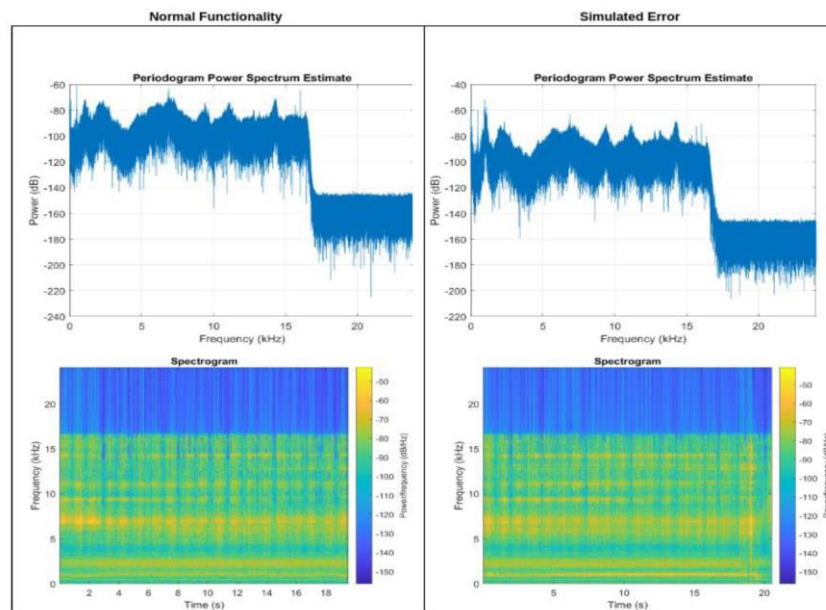 Normal Functionality
Simulated Error
Periodogram Power Spectrum Estimate
-60
-80
-100
-120
-140
-160
-180
-200
-220
-240
Power (dB)
0 5 10 15 20
Frequency (kHz)
Periodogram Power Spectrum Estimate
-40
-60
-80
-100
-120
-140
-160
-180
-200
-220
Power (dB)
0 5 10 15 20
Frequency (kHz)
Spectrogram
20
15
10
5
0
Frequency (kHz)
2 4 6 8 10 12 14 16 18
Time (s)
-50
-60
-70
-80
-90
-100
-110
-120
-130
-140
-150
Power/frequency (dB/Hz)
Spectrogram
20
15
10
5
0
Frequency (kHz)
5 10 15 20
Time (s)
-50
-60
-70
-80
-90
-100
-110
-120
-130
-140
-150